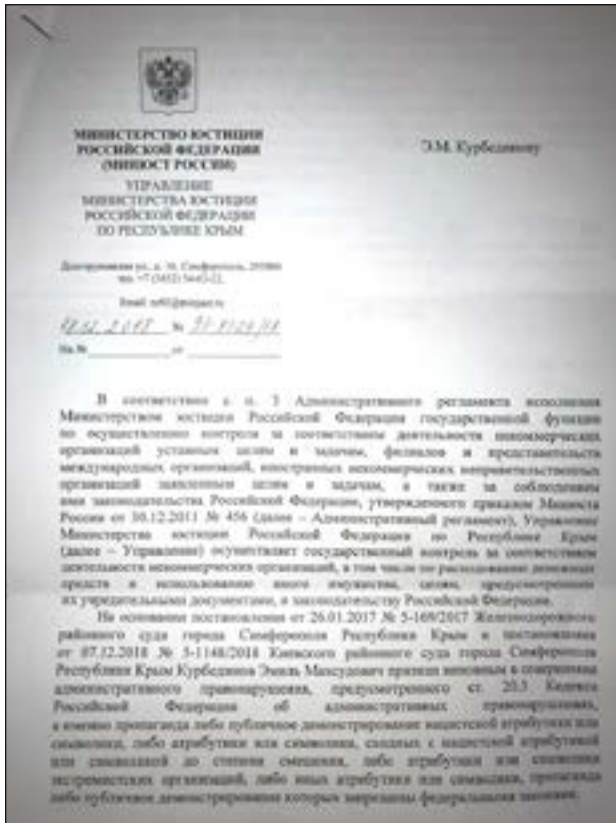 МИНИСТЕРСТВО ЮСТИЦИИ
РОССИЙСКОЙ ФЕДЕРАЦИИ
(МИНЮСТ РОССИИ)
Э.М. Курбединову
УПРАВЛЕНИЕ
МИНИСТЕРСТВА ЮСТИЦИИ
РОССИЙСКОЙ ФЕДЕРАЦИИ
ПО РЕСПУБЛИКЕ КРЫМ
Симферополь,
тел. +7
Email:
2018 №
На № от
В соответствии с п. 3 Административного регламента исполнения
Министерством юстиции Российской Федерации государственной функции
по осуществлению контроля за соответствием деятельности некоммерческих
организаций уставным целям и задачам, филиалов и представительств
международных организаций, иностранных некоммерческих неправительственных
организаций заявленным целям и задачам, а также за соблюдением
ими законодательства Российской Федерации, утвержденного приказом Минюста
России от 30.12.2011 № 456 (далее – Административный регламент), Управление
Министерства юстиции Российской Федерации по Республике Крым
(далее – Управление) осуществляет государственный контроль за соответствием
деятельности некоммерческих организаций, в том числе по расходованию денежных
средств и использованию иного имущества, целям, предусмотренным
их учредительными документами, и законодательству Российской Федерации.
На основании постановления от 26.01.2017 № 5-169/2017 Железнодорожного
районного суда города Симферополя Республики Крым и постановления
от 07.12.2018 № 5-1148/2018 Киевского районного суда города Симферополя
Республики Крым Курбединов Эмиль Махсудович признан виновным в совершении
административного правонарушения, предусмотренного ст. 20.3 Кодекса
Российской Федерации об административных правонарушениях,
а именно пропаганда либо публичное демонстрирование нацистской атрибутики или
символики, либо атрибутики или символики, сходных с нацистской атрибутикой
или символикой до степени смешения, либо атрибутики или символики
экстремистских организаций, либо иных атрибутики или символики, пропаганда
либо публичное демонстрирование которых запрещены федеральными законами.